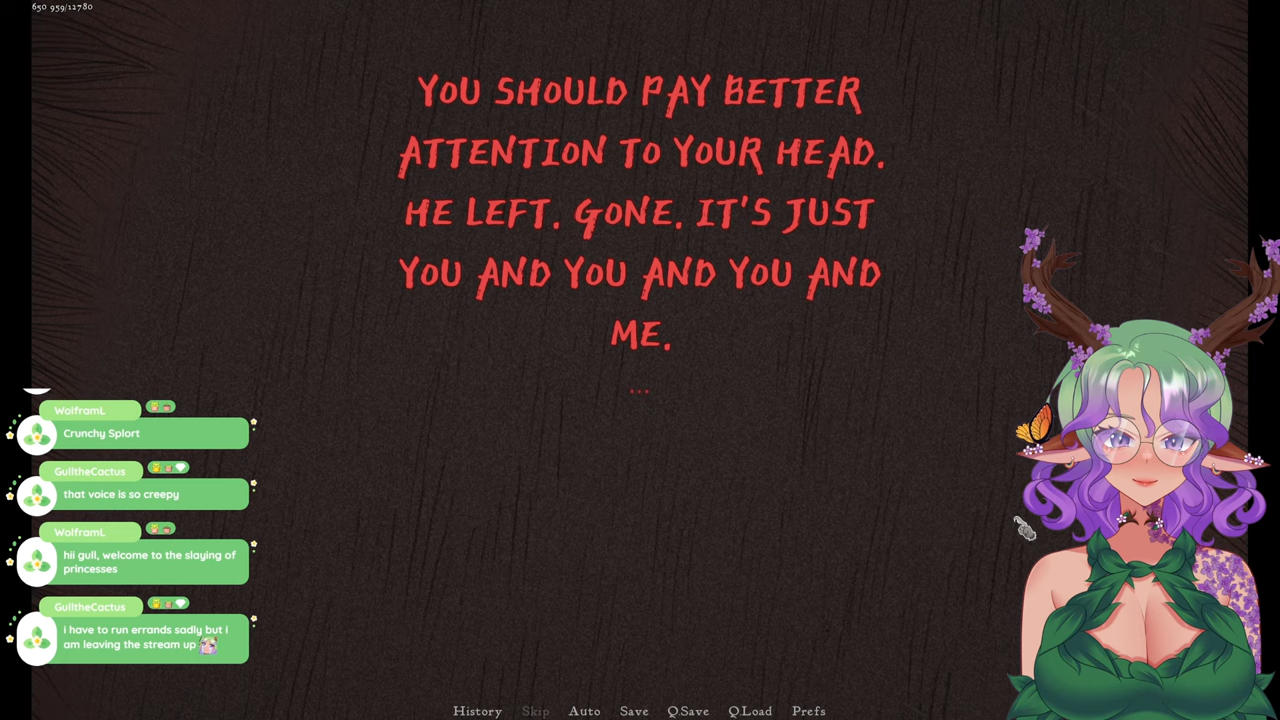 650 959/12780
YOU SHOULD PAY BETTER
ATTENTION TO YOUR HEAD.
HE LEFT. GONE. IT'S JUST
YOU AND YOU AND YOU AND
ME.
...
WolframL
Crunchy Splort
GulltheCactus
that voice is so creepy
WolframL
hii gull, welcome to the slaying of
princesses
GulltheCactus
i have to run errands sadly but i
am leaving the stream up
History Skip Auto Save Q.Save Q.Load Prefs